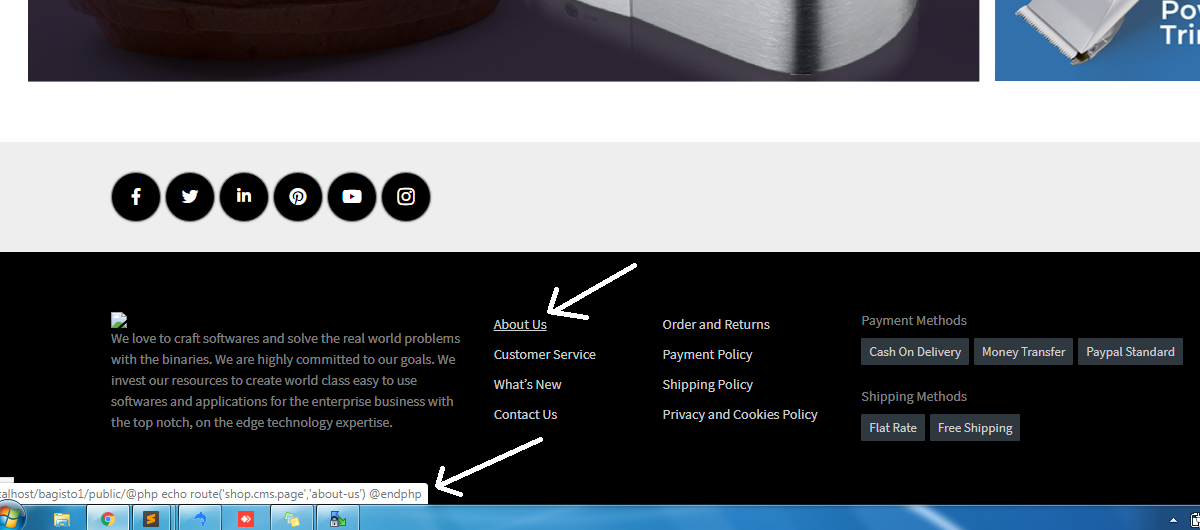 About Us
Order and Returns
Payment Methods
We love to craft softwares and solve the real world problems
with the binaries. We are highly committed to our goals. We
invest our resources to create world class easy to use
softwares and applications for the enterprise business with
the top notch, on the edge technology expertise.
Customer Service
What's New
Contact Us
Payment Policy
Shipping Policy
Privacy and Cookies Policy
Cash On Delivery
Money Transfer
Paypal Standard
Shipping Methods
Flat Rate
Free Shipping
alhost/bagisto1/public/@php echo route('shop.cms.page','about-us') @endphp